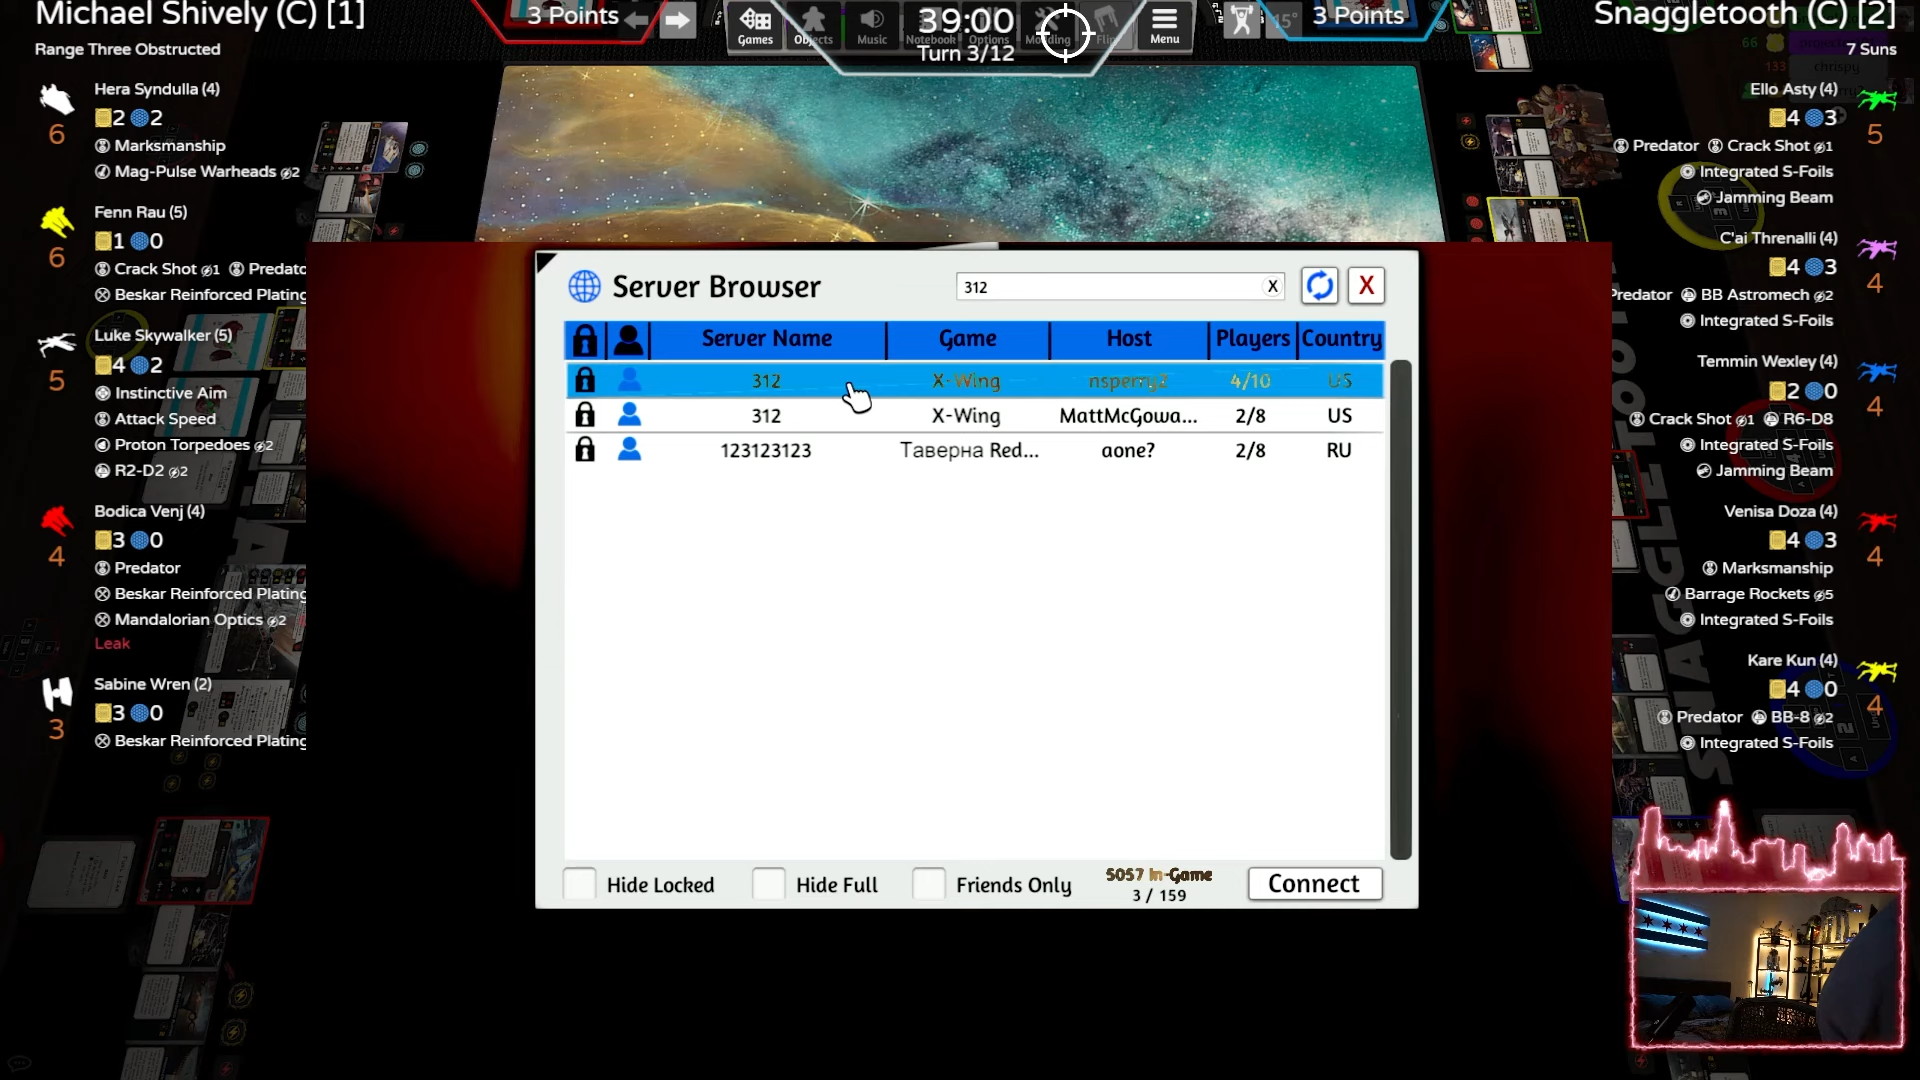 Michael Shively (C) [1]
Range Three Obstructed
3 Points
Games
Objects
Music
Notebook
Options
Modding
Flip
Menu
39:00
Turn 3/12
15°
3 Points
Snaggletooth (C) [2]
7 Suns
66
133 chrispy
Hera Syndulla (4)
6
2 2
Marksmanship
Mag-Pulse Warheads 2
Fenn Rau (5)
6
1 0
Crack Shot 1 Predato
Beskar Reinforced Plating
Luke Skywalker (5)
5
4 2
Instinctive Aim
Attack Speed
Proton Torpedoes 2
R2-D2 2
Bodica Venj (4)
4
3 0
Predator
Beskar Reinforced Plating
Mandalorian Optics 2
Leak
Sabine Wren (2)
3
3 0
Beskar Reinforced Plating
Server Browser
312 X
X
Server Name Game Host Players Country
312 X-Wing nsperry2 4/10 US
312 X-Wing MattMcGowa... 2/8 US
123123123 Таверна Red... aone? 2/8 RU
Hide Locked Hide Full Friends Only
5057 In-Game
3 / 159
Connect
Ello Asty (4)
5
4 3
Predator Crack Shot 1
Integrated S-Foils
Jamming Beam
C'ai Threnalli (4)
4
4 3
Predator BB Astromech 2
Integrated S-Foils
Temmin Wexley (4)
4
2 0
Crack Shot 1 R6-D8
Integrated S-Foils
Jamming Beam
Venisa Doza (4)
4
4 3
Marksmanship
Barrage Rockets 5
Integrated S-Foils
Kare Kun (4)
4
4 0
Predator BB-8 2
Integrated S-Foils
SNAGGLETOOTH